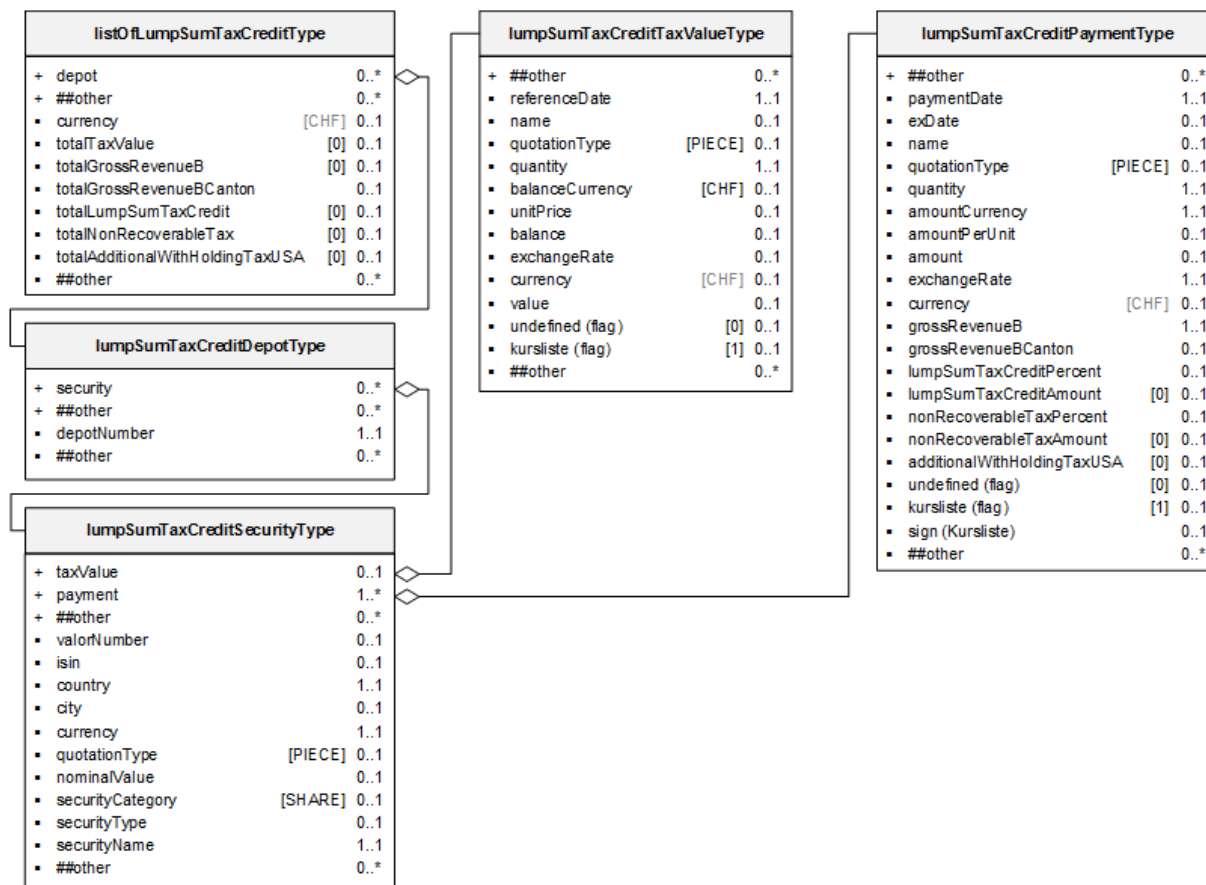 listOfLumpSumTaxCreditType
+ depot 0..*
+ ##other 0..*
▪ currency [CHF] 0..1
▪ totalTaxValue [0] 0..1
▪ totalGrossRevenueB [0] 0..1
▪ totalGrossRevenueBCanton 0..1
▪ totalLumpSumTaxCredit [0] 0..1
▪ totalNonRecoverableTax [0] 0..1
▪ totalAdditionalWithHoldingTaxUSA [0] 0..1
▪ ##other 0..*
lumpSumTaxCreditDepotType
+ security 0..*
+ ##other 0..*
▪ depotNumber 1..1
▪ ##other 0..*
lumpSumTaxCreditSecurityType
+ taxValue 0..1
+ payment 1..*
+ ##other 0..*
▪ valorNumber 0..1
▪ isin 0..1
▪ country 1..1
▪ city 0..1
▪ currency 1..1
▪ quotationType [PIECE] 0..1
▪ nominalValue 0..1
▪ securityCategory [SHARE] 0..1
▪ securityType 0..1
▪ securityName 1..1
▪ ##other 0..*
lumpSumTaxCreditTaxValueType
+ ##other 0..*
▪ referenceDate 1..1
▪ name 0..1
▪ quotationType [PIECE] 0..1
▪ quantity 1..1
▪ balanceCurrency [CHF] 0..1
▪ unitPrice 0..1
▪ balance 0..1
▪ exchangeRate 0..1
▪ currency [CHF] 0..1
▪ value 0..1
▪ undefined (flag) [0] 0..1
▪ kursliste (flag) [1] 0..1
▪ ##other 0..*
lumpSumTaxCreditPaymentType
+ ##other 0..*
▪ paymentDate 1..1
▪ exDate 0..1
▪ name 0..1
▪ quotationType [PIECE] 0..1
▪ quantity 1..1
▪ amountCurrency 1..1
▪ amountPerUnit 0..1
▪ amount 0..1
▪ exchangeRate 1..1
▪ currency [CHF] 0..1
▪ grossRevenueB 1..1
▪ grossRevenueBCanton 0..1
▪ lumpSumTaxCreditPercent 0..1
▪ lumpSumTaxCreditAmount [0] 0..1
▪ nonRecoverableTaxPercent 0..1
▪ nonRecoverableTaxAmount [0] 0..1
▪ additionalWithHoldingTaxUSA [0] 0..1
▪ undefined (flag) [0] 0..1
▪ kursliste (flag) [1] 0..1
▪ sign (Kursliste) 0..1
▪ ##other 0..*